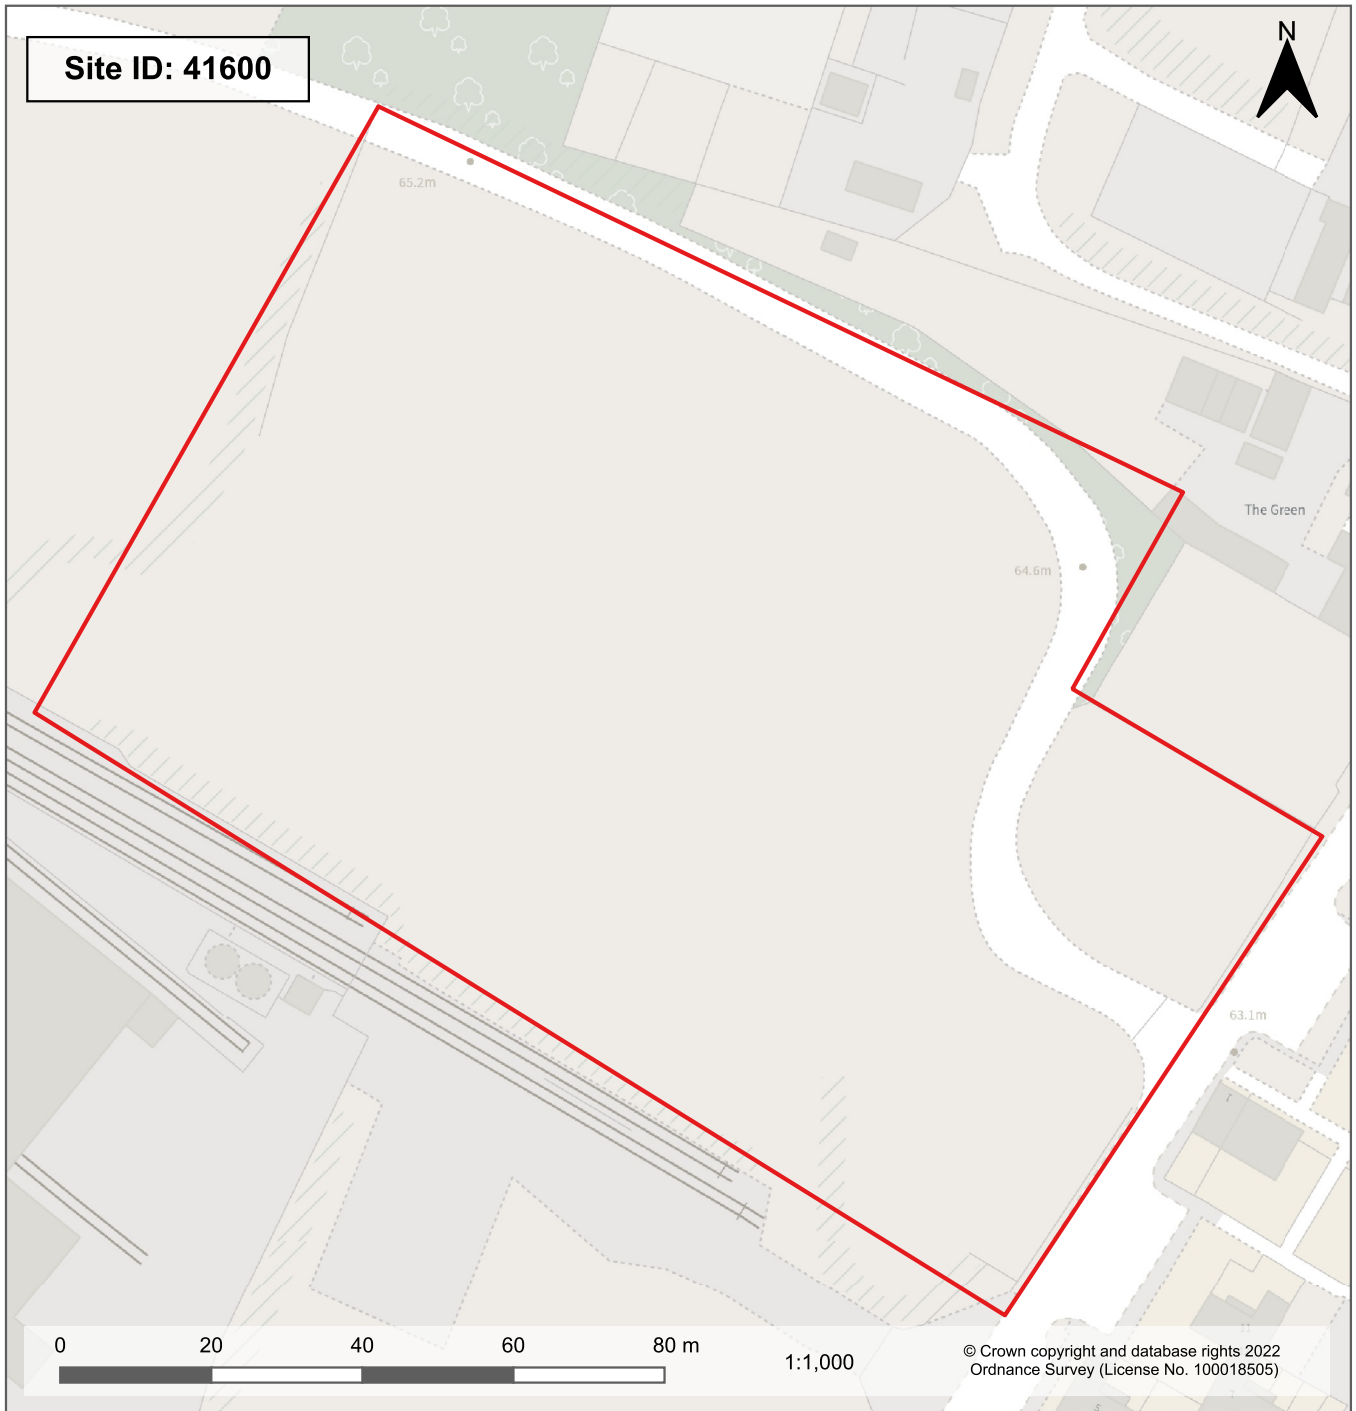 Site ID: 41600
N
65.2m
The Green
64.6m
63.1m
0 20 40 60 80 m
1:1,000
© Crown copyright and database rights 2022
Ordnance Survey (License No. 100018505)